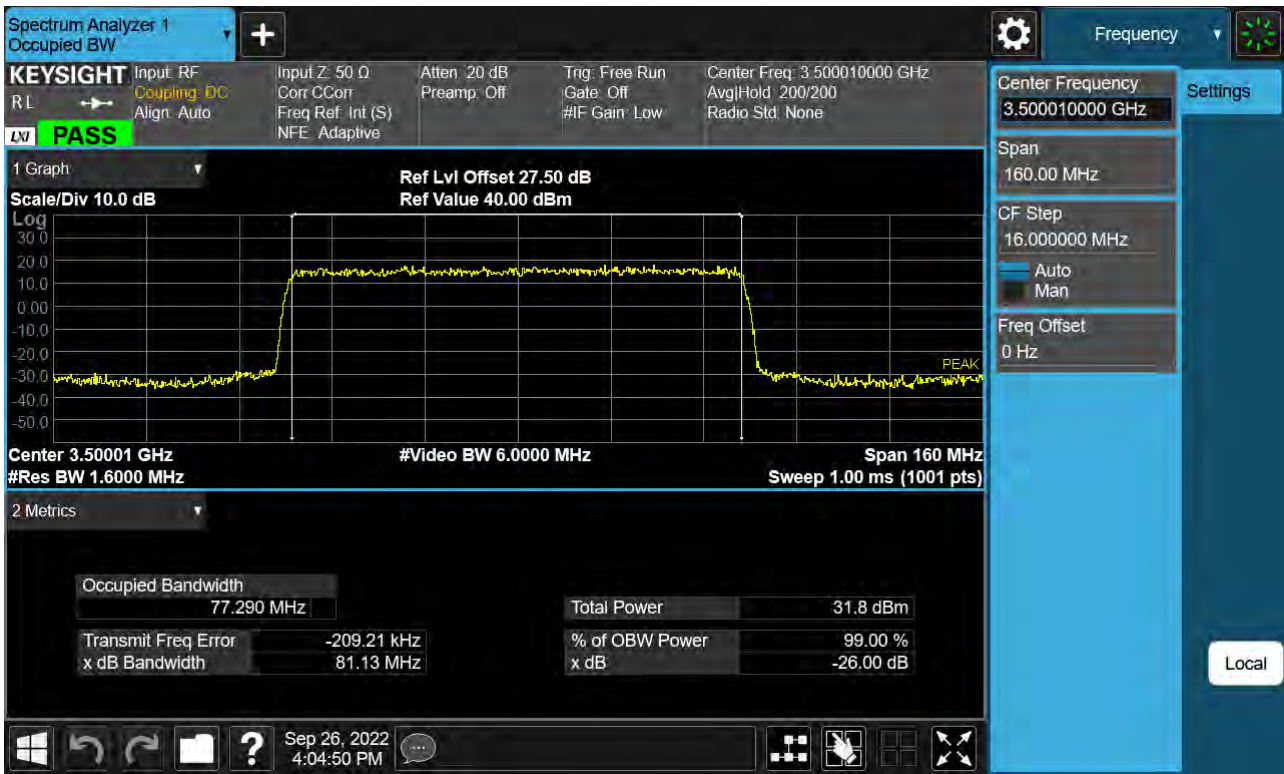 Spectrum Analyzer 1
Occupied BW
+
Frequency
KEYSIGHT
RL
LXI
PASS
Input: RF
Coupling: DC
Align: Auto
Input Z: 50 Ω
Corr CCorr
Freq Ref: Int (S)
NFE: Adaptive
Atten: 20 dB
Preamp: Off
Trig: Free Run
Gate: Off
#IF Gain: Low
Center Freq: 3.500010000 GHz
Avg|Hold: 200/200
Radio Std: None
Center Frequency
3.500010000 GHz
Settings
Span
160.00 MHz
CF Step
16.000000 MHz
Auto
Man
Freq Offset
0 Hz
Local
1 Graph
Scale/Div 10.0 dB
Ref Lvl Offset 27.50 dB
Ref Value 40.00 dBm
Log
30.0
20.0
10.0
0.00
-10.0
-20.0
-30.0
-40.0
-50.0
PEAK
Center 3.50001 GHz
#Video BW 6.0000 MHz
Span 160 MHz
#Res BW 1.6000 MHz
Sweep 1.00 ms (1001 pts)
2 Metrics
Occupied Bandwidth
77.290 MHz
Total Power 31.8 dBm
Transmit Freq Error -209.21 kHz
% of OBW Power 99.00 %
x dB Bandwidth 81.13 MHz
x dB -26.00 dB
?
Sep 26, 2022
4:04:50 PM